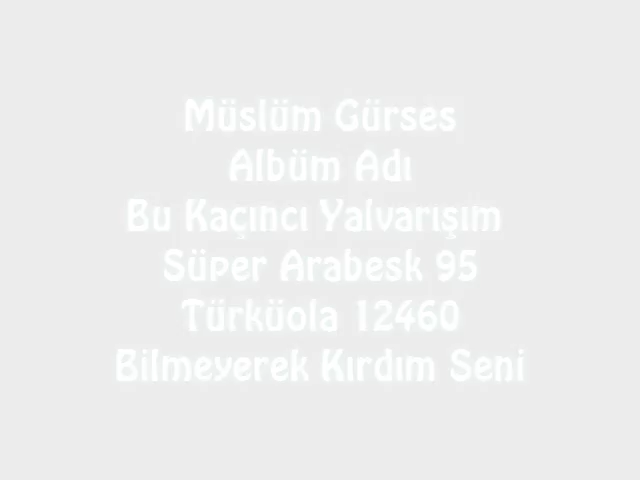 Müslüm Gürses
Albüm Adı
Bu Kaçıncı Yalvarışım
Süper Arabesk 95
Türküola 12460
Bilmeyerek Kırdım Seni